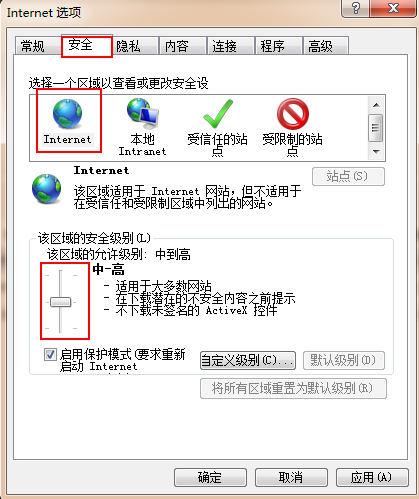 Internet 选项
常规 安全 隐私 内容 连接 程序 高级
选择一个区域以查看或更改安全设
Internet 本地 受信任的站 受限制的站
Intranet 点 点
Internet 站点(S)
该区域适用于 Internet 网站，但不适用于
在受信任和受限制区域中列出的网站。
该区域的安全级别(L)
该区域的允许级别: 中到高
中-高
- 适用于大多数网站
- 在下载潜在的不安全内容之前提示
- 不下载未签名的 ActiveX 控件
启用保护模式(要求重新
启动 Internet
自定义级别(C)... 默认级别(D)
将所有区域重置为默认级别(R)
确定 取消 应用(A)